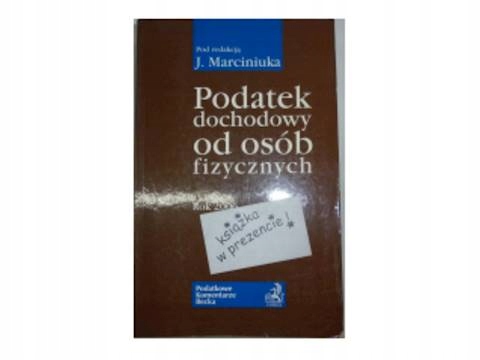 Pod redakcją
J. Marciniuka
Podatek
dochodowy
od osób
fizycznych
książka
w prezencie!
Podatkowe
Komentarze
Becka